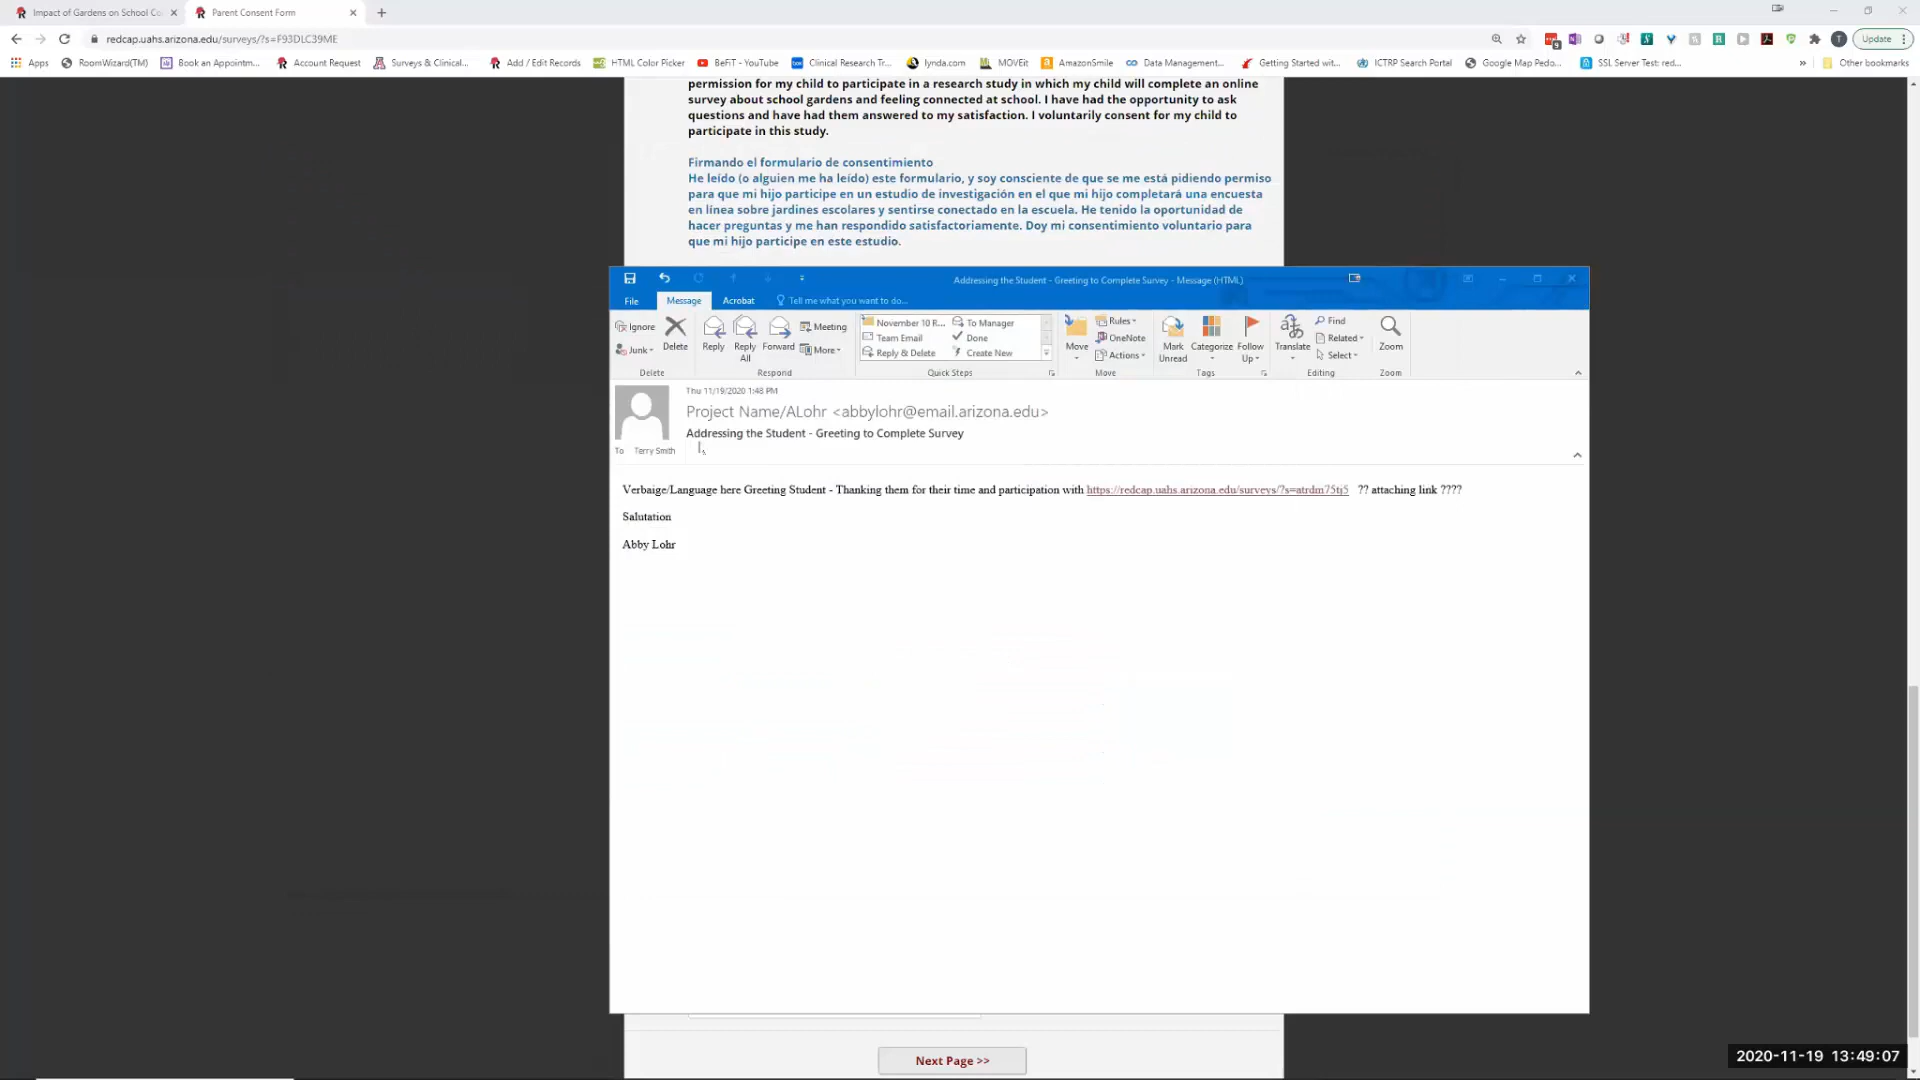 Impact of Gardens on School Co
Parent Consent Form
redcap.uahs.arizona.edu/surveys/?s=F93DLC39ME
9
T
Update
Apps
RoomWizard(TM)
Book an Appointm...
Account Request
Surveys & Clinical...
Add / Edit Records
HTML Color Picker
BeFiT - YouTube
Clinical Research Tr...
lynda.com
MOVEit
AmazonSmile
Data Management...
Getting Started wit...
ICTRP Search Portal
Google Map Pedo...
SSL Server Test: red...
»
Other bookmarks
permission for my child to participate in a research study in which my child will complete an online
survey about school gardens and feeling connected at school. I have had the opportunity to ask
questions and have had them answered to my satisfaction. I voluntarily consent for my child to
participate in this study.
Firmando el formulario de consentimiento
He leído (o alguien me ha leído) este formulario, y soy consciente de que se me está pidiendo permiso
para que mi hijo participe en un estudio de investigación en el que mi hijo completará una encuesta
en línea sobre jardines escolares y sentirse conectado en la escuela. He tenido la oportunidad de
hacer preguntas y me han respondido satisfactoriamente. Doy mi consentimiento voluntario para
que mi hijo participe en este estudio.
Addressing the Student - Greeting to Complete Survey - Message (HTML)
File
Message
Acrobat
Tell me what you want to do...
Ignore
Junk
Delete
Reply
Reply All
Forward
Meeting
More
November 10 R...
Team Email
Reply & Delete
To Manager
Done
Create New
Move
Rules
OneNote
Actions
Mark Unread
Categorize
Follow Up
Translate
Find
Related
Select
Zoom
Delete
Respond
Quick Steps
Move
Tags
Editing
Zoom
Thu 11/19/2020 1:48 PM
Project Name/ALohr <abbylohr@email.arizona.edu>
Addressing the Student - Greeting to Complete Survey
To Terry Smith
Verbaige/Language here Greeting Student - Thanking them for their time and participation with https://redcap.uahs.arizona.edu/surveys/?s=atrdm75tj5 ?? attaching link ????
Salutation
Abby Lohr
Next Page >>
2020-11-19 13:49:07